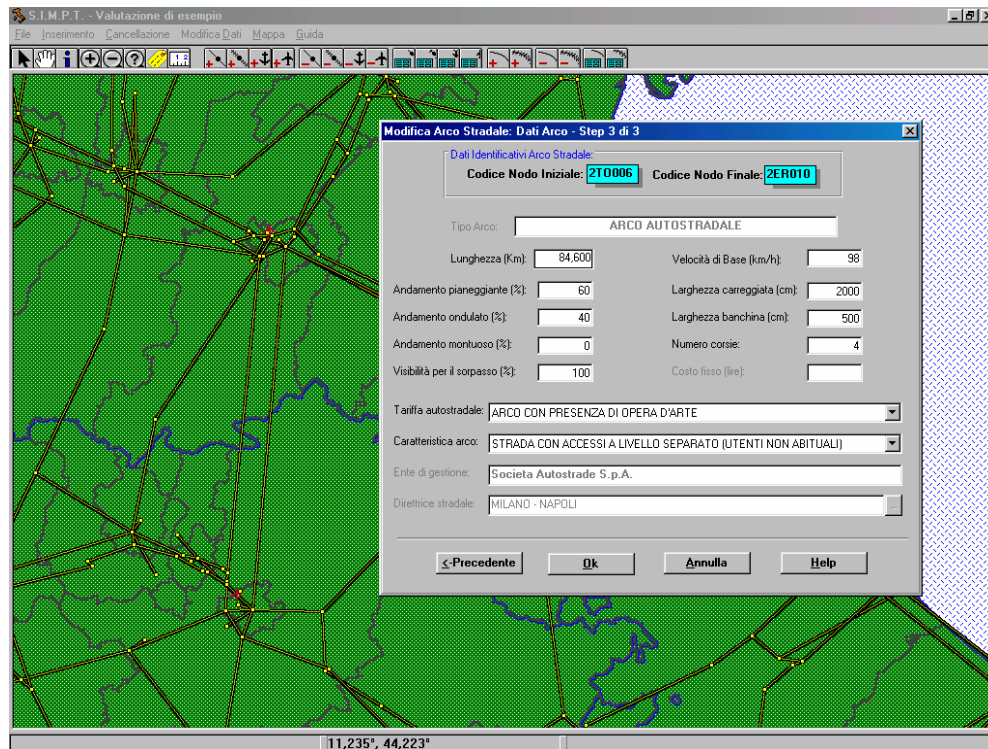 S.I.M.P.T. - Valutazione di esempio
File Inserimento Cancellazione Modifica Dati Mappa Guida
Modifica Arco Stradale: Dati Arco - Step 3 di 3
Dati Identificativi Arco Stradale:
Codice Nodo Iniziale: 2TO006 Codice Nodo Finale: 2ER010
Tipo Arco: ARCO AUTOSTRADALE
Lunghezza (Km): 84,600 Velocità di Base (km/h): 98
Andamento pianeggiante (%): 60 Larghezza carreggiata (cm): 2000
Andamento ondulato (%): 40 Larghezza banchina (cm): 500
Andamento montuoso (%): 0 Numero corsie: 4
Visibilità per il sorpasso (%): 100 Costo fisso (lire):
Tariffa autostradale: ARCO CON PRESENZA DI OPERA D'ARTE
Caratteristica arco: STRADA CON ACCESSI A LIVELLO SEPARATO (UTENTI NON ABITUALI)
Ente di gestione: Societa Autostrade S.p.A.
Direttrice stradale: MILANO - NAPOLI ...
<-Precedente Ok Annulla Help
11,235°, 44,223°